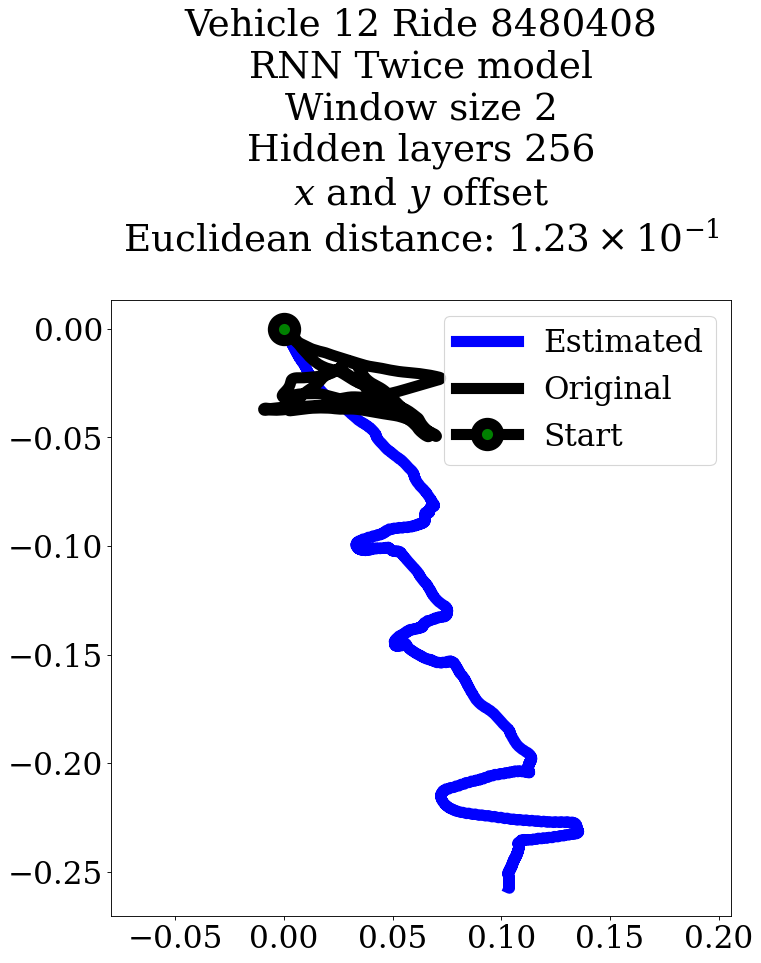 Vehicle 12 Ride 8480408
RNN Twice model
Window size 2
Hidden layers 256
x and y offset
Euclidean distance: 1.23 × 10⁻¹
Estimated
Original
Start
0.00
−0.05
−0.10
−0.15
−0.20
−0.25
−0.05 0.00 0.05 0.10 0.15 0.20